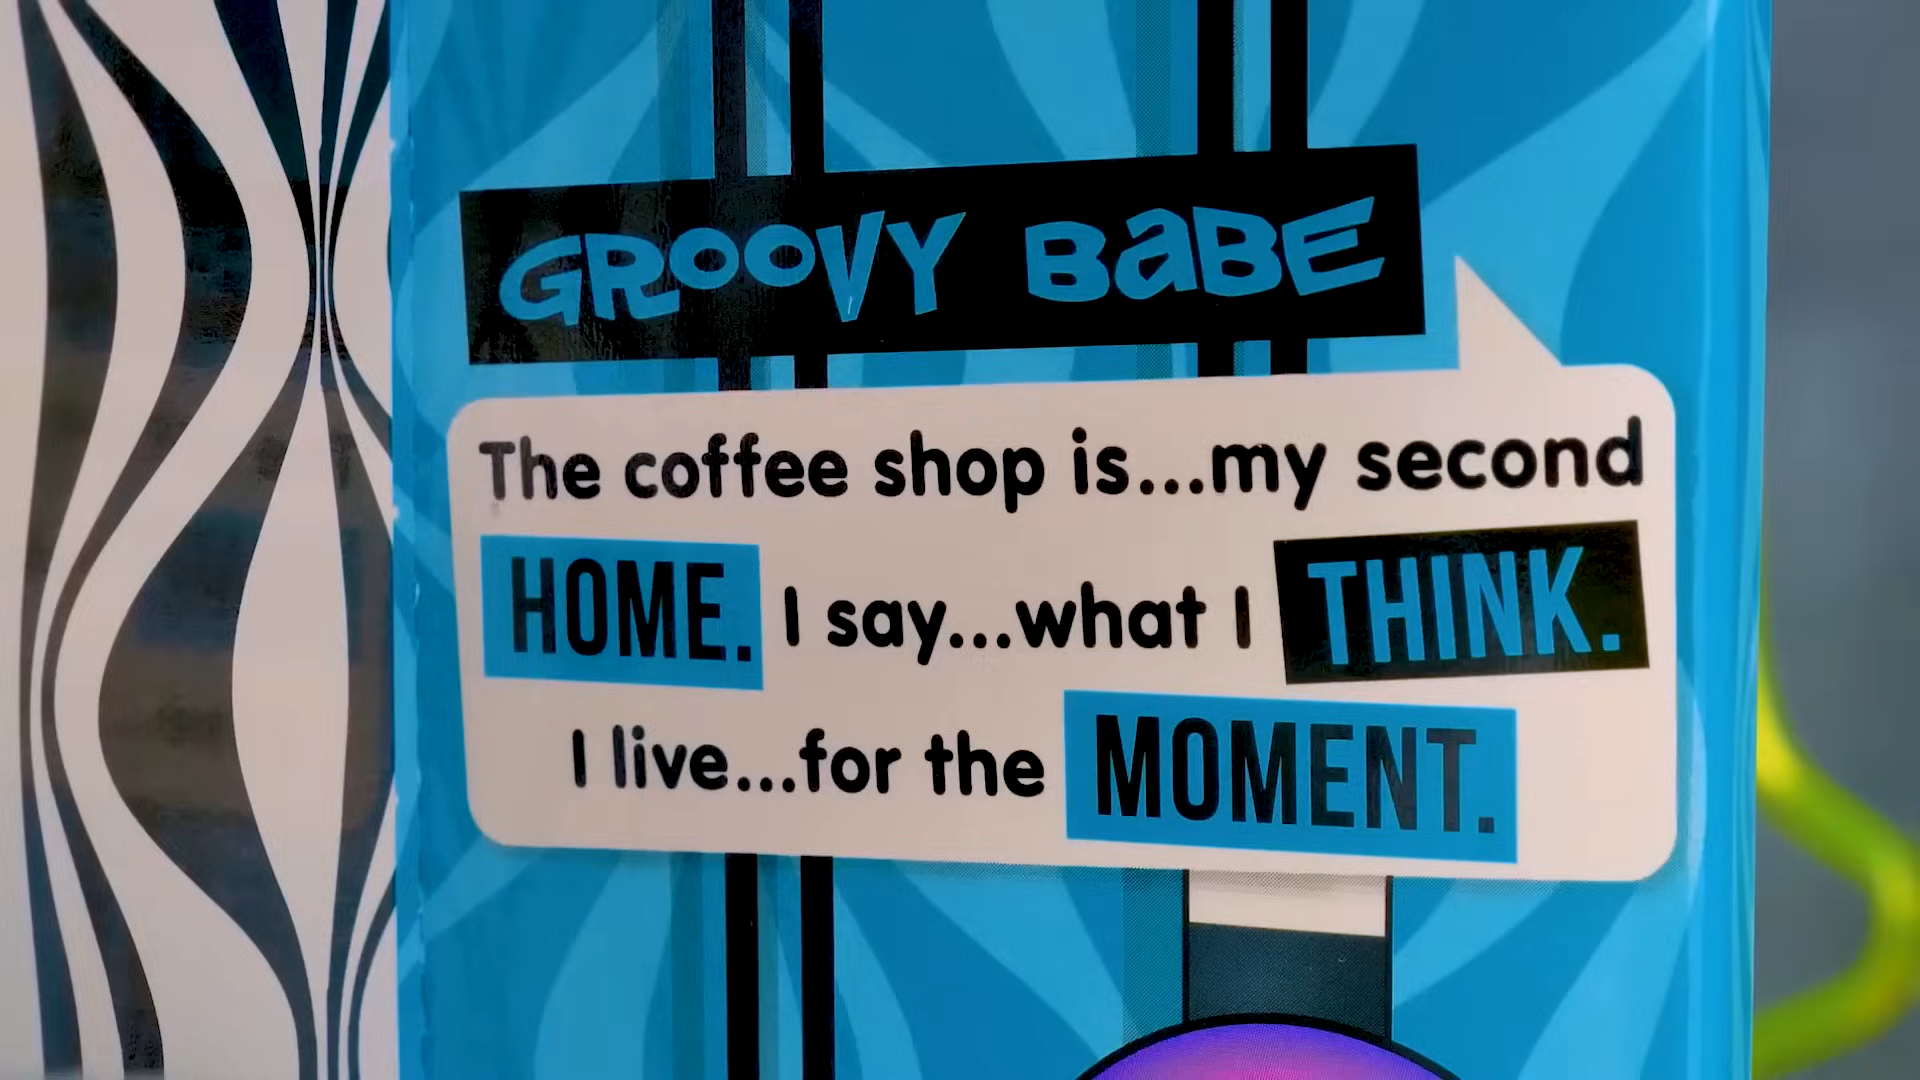 GROOVY BABE
The coffee shop is...my second
HOME. I say...what I THINK.
I live...for the MOMENT.